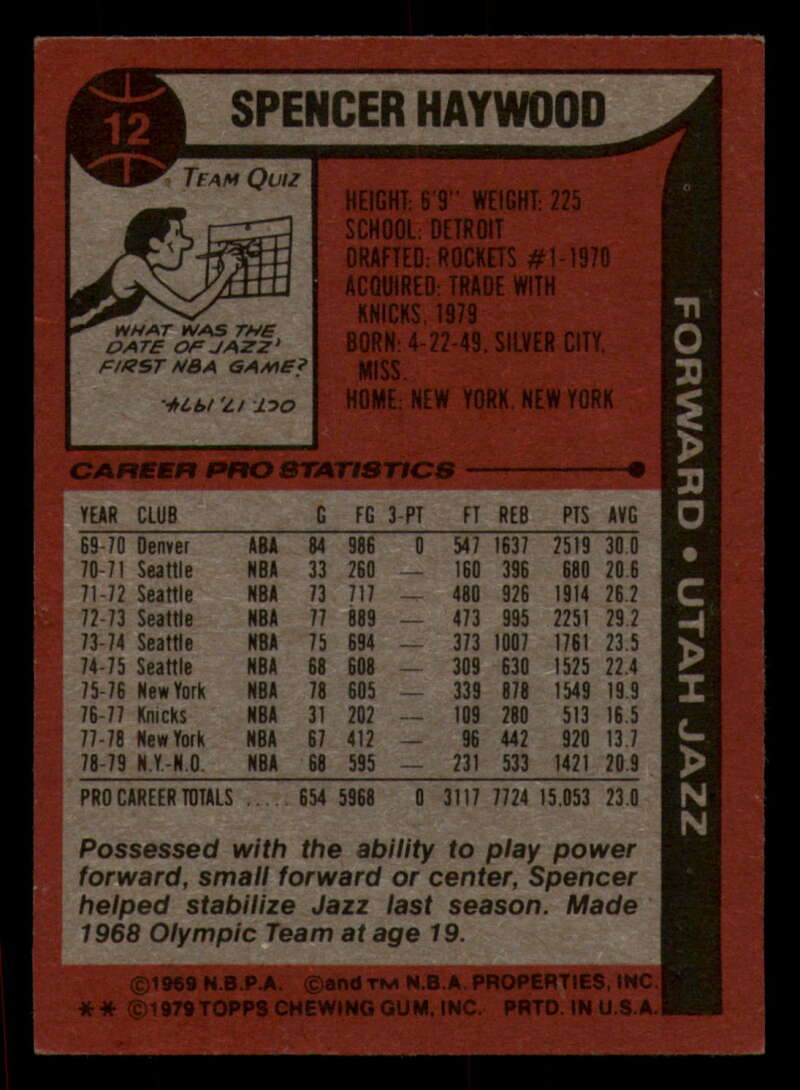 12
SPENCER HAYWOOD
TEAM QUIZ
WHAT WAS THE
DATE OF JAZZ'
FIRST NBA GAME?
OCT. 17, 1974.
HEIGHT: 6'9" WEIGHT: 225
SCHOOL: DETROIT
DRAFTED: ROCKETS #1-1970
ACQUIRED: TRADE WITH
KNICKS, 1979
BORN: 4-22-49, SILVER CITY,
MISS.
HOME: NEW YORK, NEW YORK
FORWARD • UTAH JAZZ
CAREER PRO STATISTICS
YEAR CLUB G FG 3-PT FT REB PTS AVG
69-70 Denver ABA 84 986 0 547 1637 2519 30.0
70-71 Seattle NBA 33 260 — 160 396 680 20.6
71-72 Seattle NBA 73 717 — 480 926 1914 26.2
72-73 Seattle NBA 77 889 — 473 995 2251 29.2
73-74 Seattle NBA 75 694 — 373 1007 1761 23.5
74-75 Seattle NBA 68 608 — 309 630 1525 22.4
75-76 New York NBA 78 605 — 339 878 1549 19.9
76-77 Knicks NBA 31 202 — 109 280 513 16.5
77-78 New York NBA 67 412 — 96 442 920 13.7
78-79 N.Y.-N.O. NBA 68 595 — 231 533 1421 20.9
PRO CAREER TOTALS ..... 654 5968 0 3117 7724 15,053 23.0
Possessed with the ability to play power
forward, small forward or center, Spencer
helped stabilize Jazz last season. Made
1968 Olympic Team at age 19.
©1969 N.B.P.A. ©and TM N.B.A. PROPERTIES, INC.
** ©1979 TOPPS CHEWING GUM, INC. PRTD. IN U.S.A.